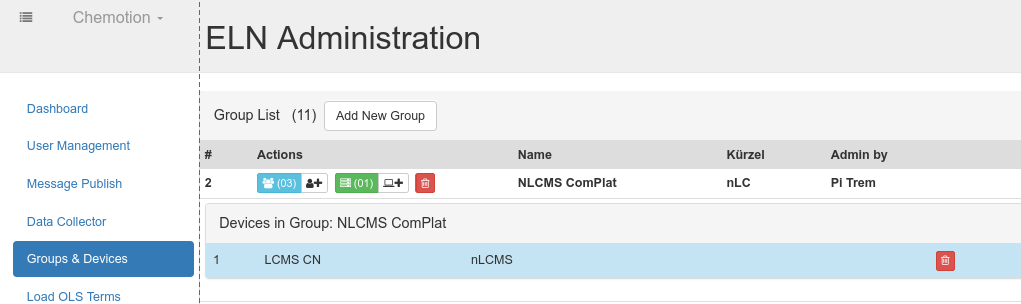 Chemotion
ELN Administration
Dashboard
User Management
Message Publish
Data Collector
Groups & Devices
Load OLS Terms
Group List (11) Add New Group
# Actions Name Kürzel Admin by
2 (03) (01) NLCMS ComPlat nLC Pi Trem
Devices in Group: NLCMS ComPlat
1 LCMS CN nLCMS